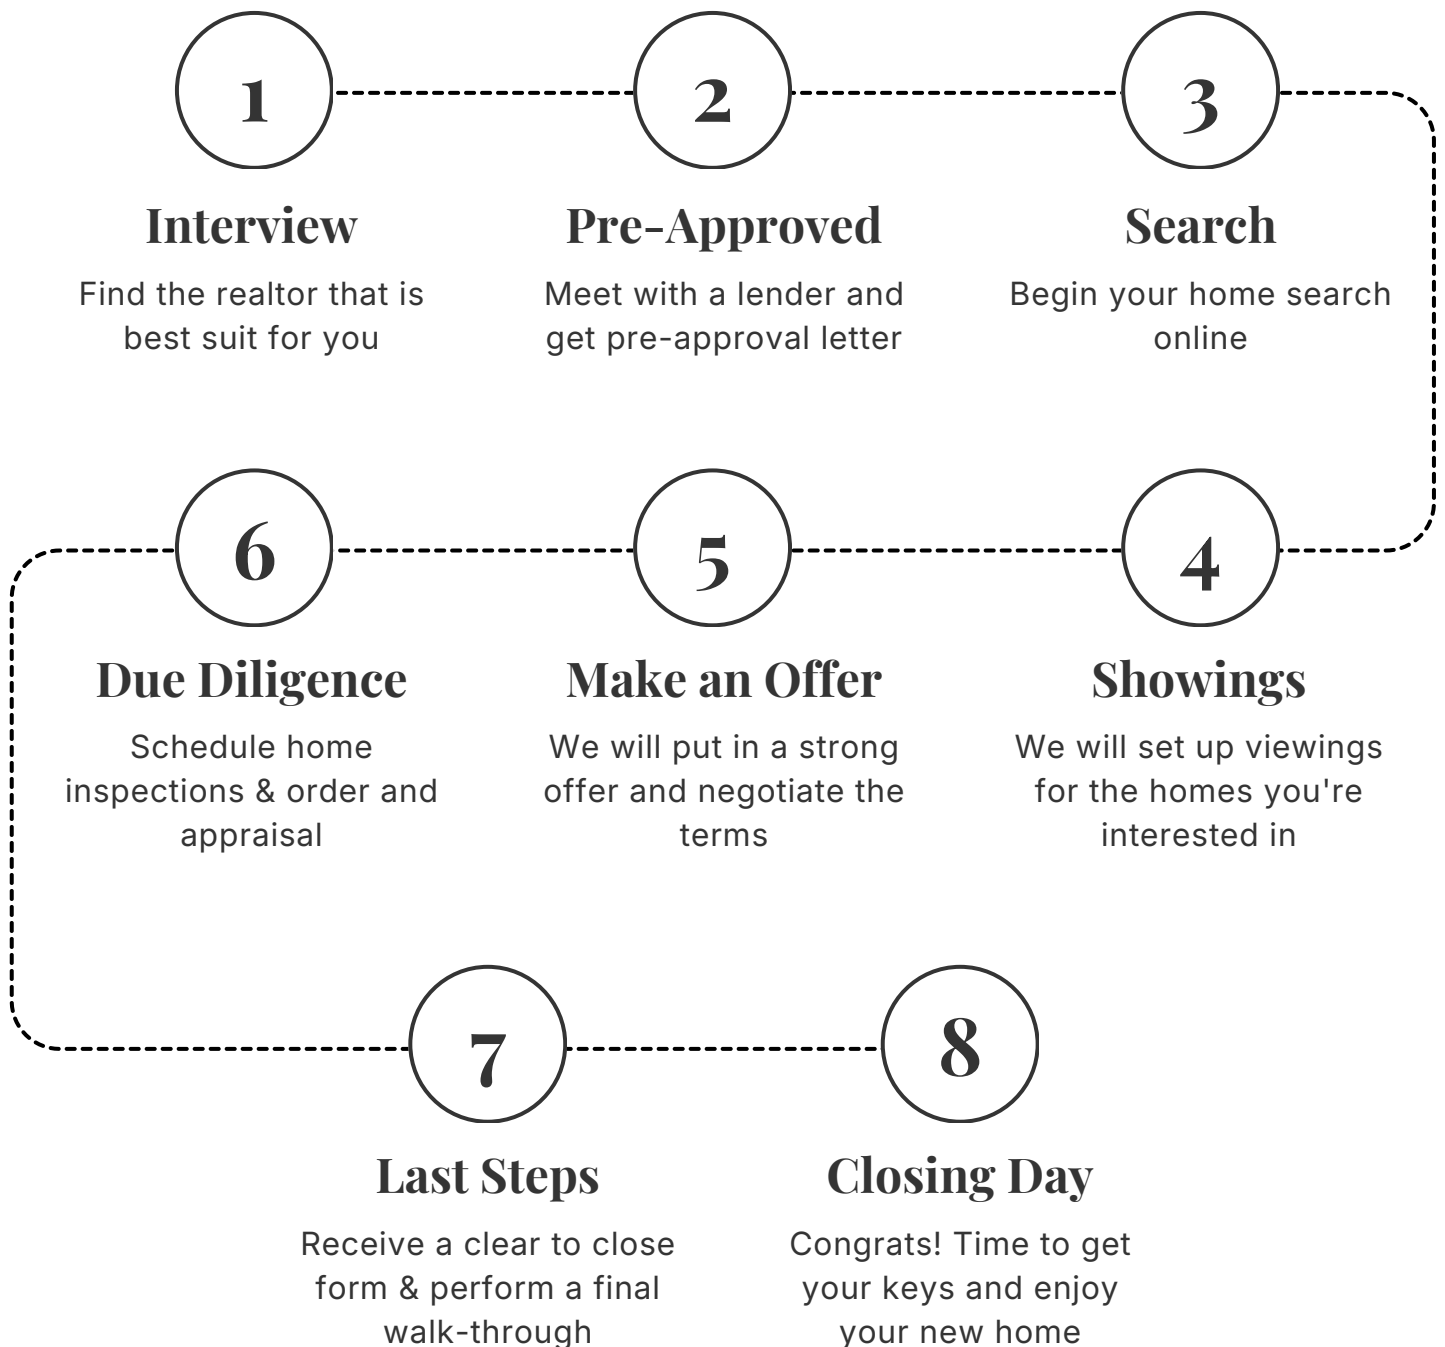 1
Interview
Find the realtor that is
best suit for you
2
Pre-Approved
Meet with a lender and
get pre-approval letter
3
Search
Begin your home search
online
4
Showings
We will set up viewings
for the homes you're
interested in
5
Make an Offer
We will put in a strong
offer and negotiate the
terms
6
Due Diligence
Schedule home
inspections & order and
appraisal
7
Last Steps
Receive a clear to close
form & perform a final
walk-through
8
Closing Day
Congrats! Time to get
your keys and enjoy
your new home